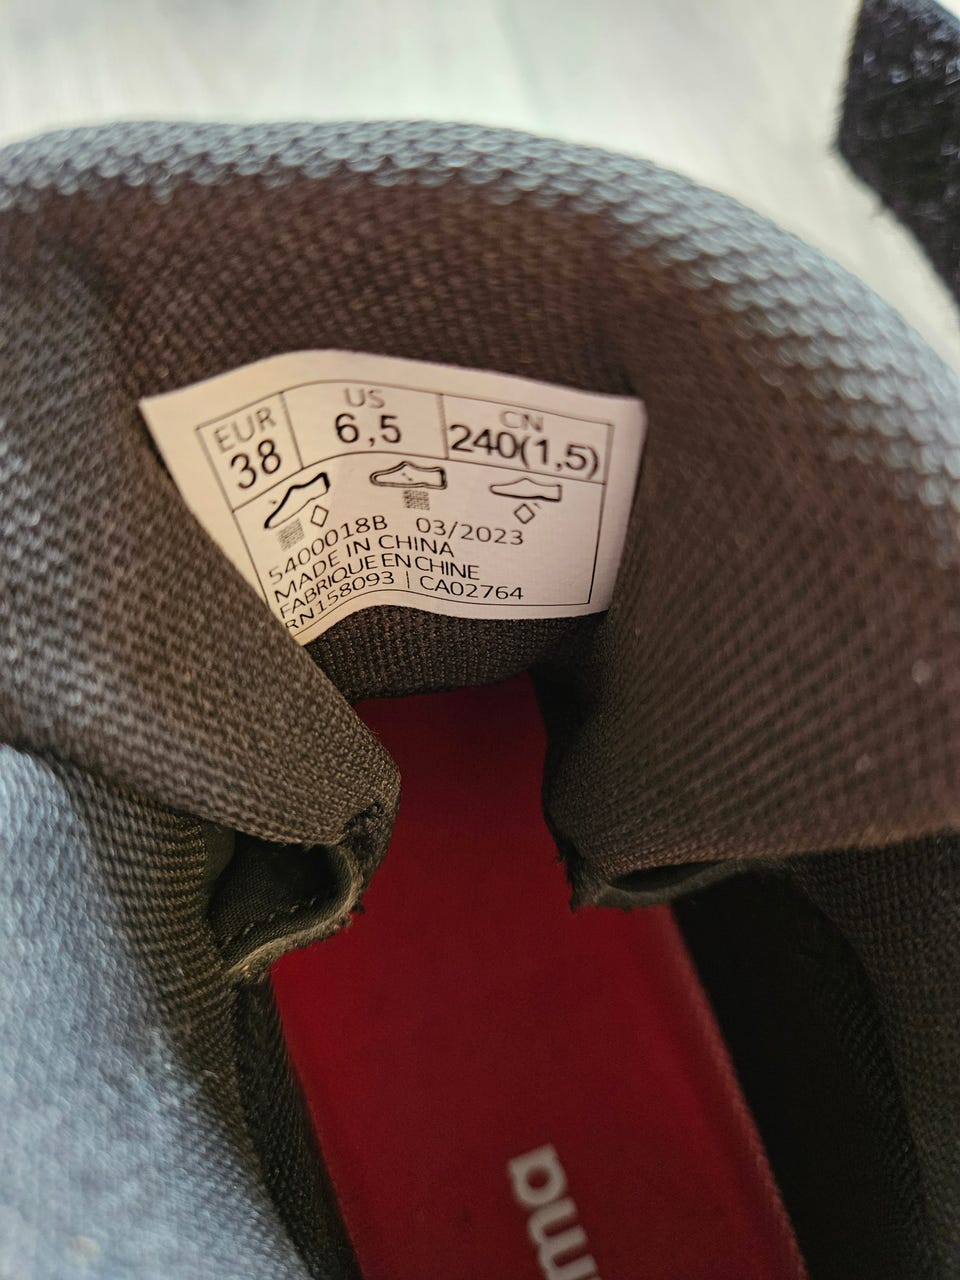 EUR US CN
38 6,5 240(1,5)
5400018B 03/2023
MADE IN CHINA
FABRIQUE EN CHINE
RN158093 | CA02764